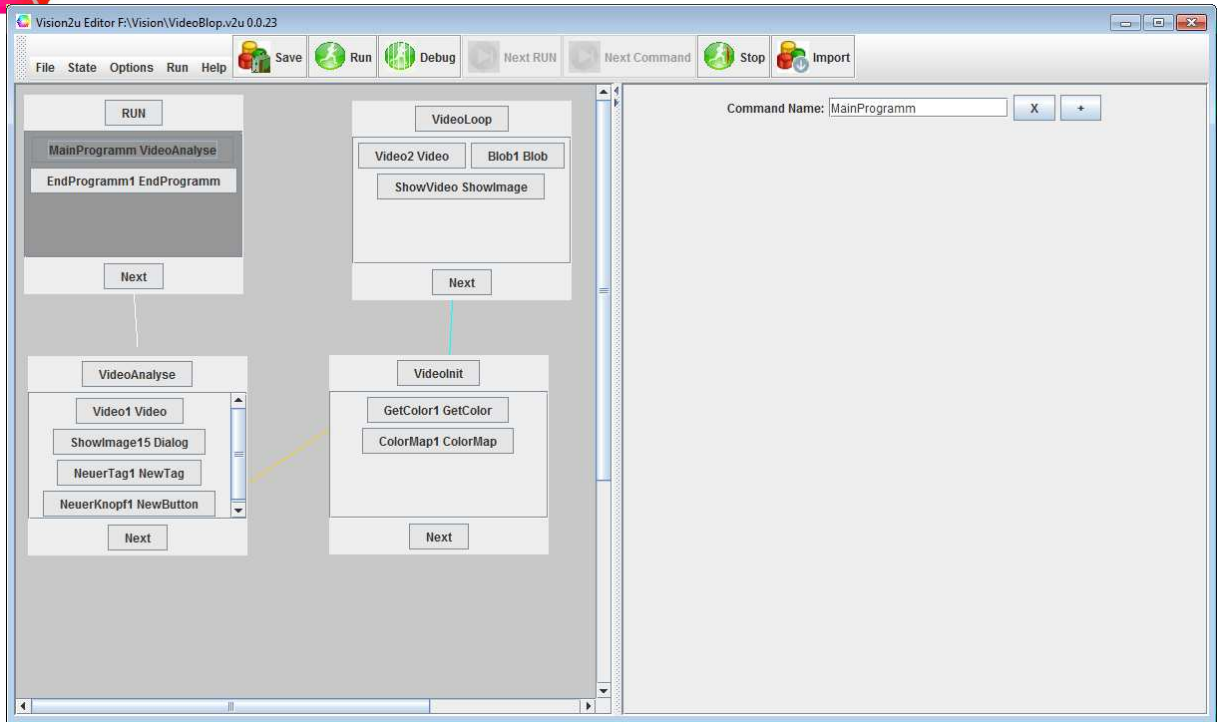 Vision2u Editor F:\Vision\VideoBlop.v2u 0.0.23
File State Options Run Help Save Run Debug Next RUN Next Command Stop Import
RUN
MainProgramm VideoAnalyse
EndProgramm1 EndProgramm
Next
VideoLoop
Video2 Video Blob1 Blob
ShowVideo ShowImage
Next
VideoAnalyse
Video1 Video
ShowImage15 Dialog
NeuerTag1 NewTag
NeuerKnopf1 NewButton
Next
VideoInit
GetColor1 GetColor
ColorMap1 ColorMap
Next
Command Name: MainProgramm X +